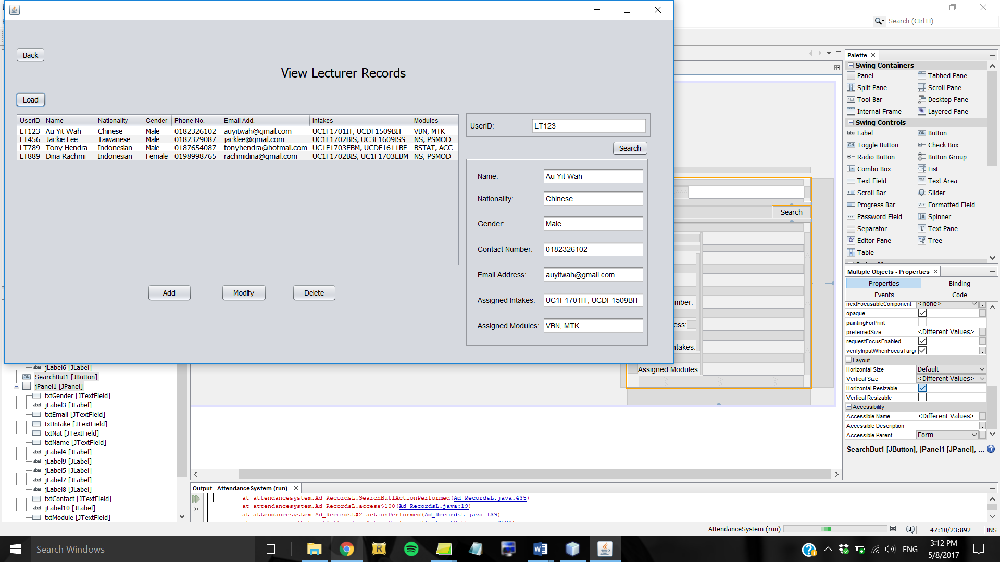 Back
View Lecturer Records
Load
UserID Name Nationality Gender Phone No. Email Add. Intakes Modules
LT123 Au Yit Wah Chinese Male 0182326102 auyitwah@gmail.com UC1F1701IT, UCDF1509BIT VBN, MTK
LT456 Jackie Lee Taiwanese Male 0182329087 jacklee@gmail.com UC1F1702BIS, UC3F1609ISS NS, PSMOD
LT789 Tony Hendra Indonesian Male 0187654087 tonyhendra@hotmail.com UC1F1703EBM, UCDF1611BF BSTAT, ACC
LT889 Dina Rachmi Indonesian Female 0198998765 rachmidina@gmail.com UC1F1702BIS, UC1F1703EBM NS, PSMOD
Add Modify Delete
UserID: LT123
Search
Name: Au Yit Wah
Nationality: Chinese
Gender: Male
Contact Number: 0182326102
Email Address: auyitwah@gmail.com
Assigned Intakes: UC1F1701IT, UCDF1509BIT
Assigned Modules: VBN, MTK
Search
mber:
ess:
ntakes:
Assigned Modules:
Search (Ctrl+I)
Palette
Swing Containers
Panel Tabbed Pane
Split Pane Scroll Pane
Tool Bar Desktop Pane
Internal Frame Layered Pane
Swing Controls
label Label OK Button
Toggle Button Check Box
Radio Button Button Group
Combo Box List
Text Field Text Area
Scroll Bar Slider
Progress Bar Formatted Field
Password Field Spinner
Separator Text Pane
Editor Pane Tree
Table
Multiple Objects - Properties
Properties Binding
Events Code
nextFocusableComponent <none>
opaque
paintingForPrint
preferredSize <Different Values>
requestFocusEnabled
verifyInputWhenFocusTarge
Layout
Horizontal Size Default
Vertical Size <Different Values>
Horizontal Resizable
Vertical Resizable
Accessibility
Accessible Name <Different Values>
Accessible Description
Accessible Parent Form
SearchBut1 [JButton], jPanel1 [JPanel], ...
label jLabel6 [JLabel]
OK SearchBut1 [JButton]
jPanel1 [JPanel]
txtGender [JTextField]
label jLabel3 [JLabel]
txtEmail [JTextField]
txtIntake [JTextField]
txtNat [JTextField]
txtName [JTextField]
label jLabel4 [JLabel]
label jLabel9 [JLabel]
label jLabel5 [JLabel]
label jLabel7 [JLabel]
label jLabel8 [JLabel]
txtContact [JTextField]
label jLabel10 [JLabel]
txtModule [JTextField]
Output - AttendanceSystem (run)
at attendancesystem.Ad_RecordsL.SearchBut1ActionPerformed(Ad_RecordsL.java:435)
at attendancesystem.Ad_RecordsL.access$100(Ad_RecordsL.java:19)
at attendancesystem.Ad_RecordsL$2.actionPerformed(Ad_RecordsL.java:139)
AttendanceSystem (run) 47:10/23:892 INS
Search Windows
ENG
3:12 PM
5/8/2017